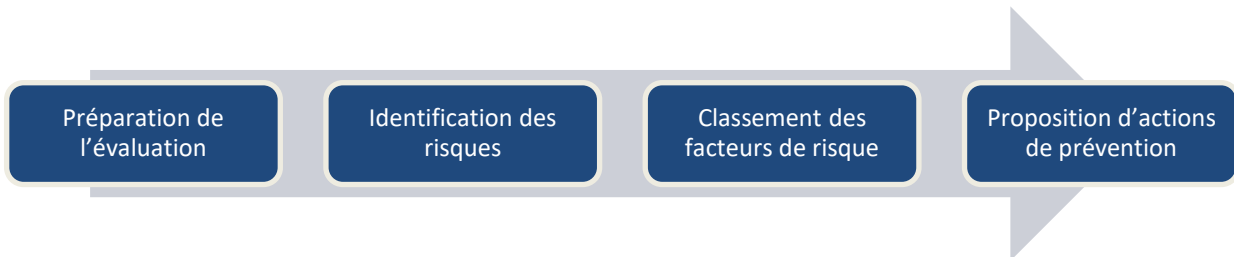 Préparation de
l'évaluation
Identification des
risques
Classement des
facteurs de risque
Proposition d'actions
de prévention